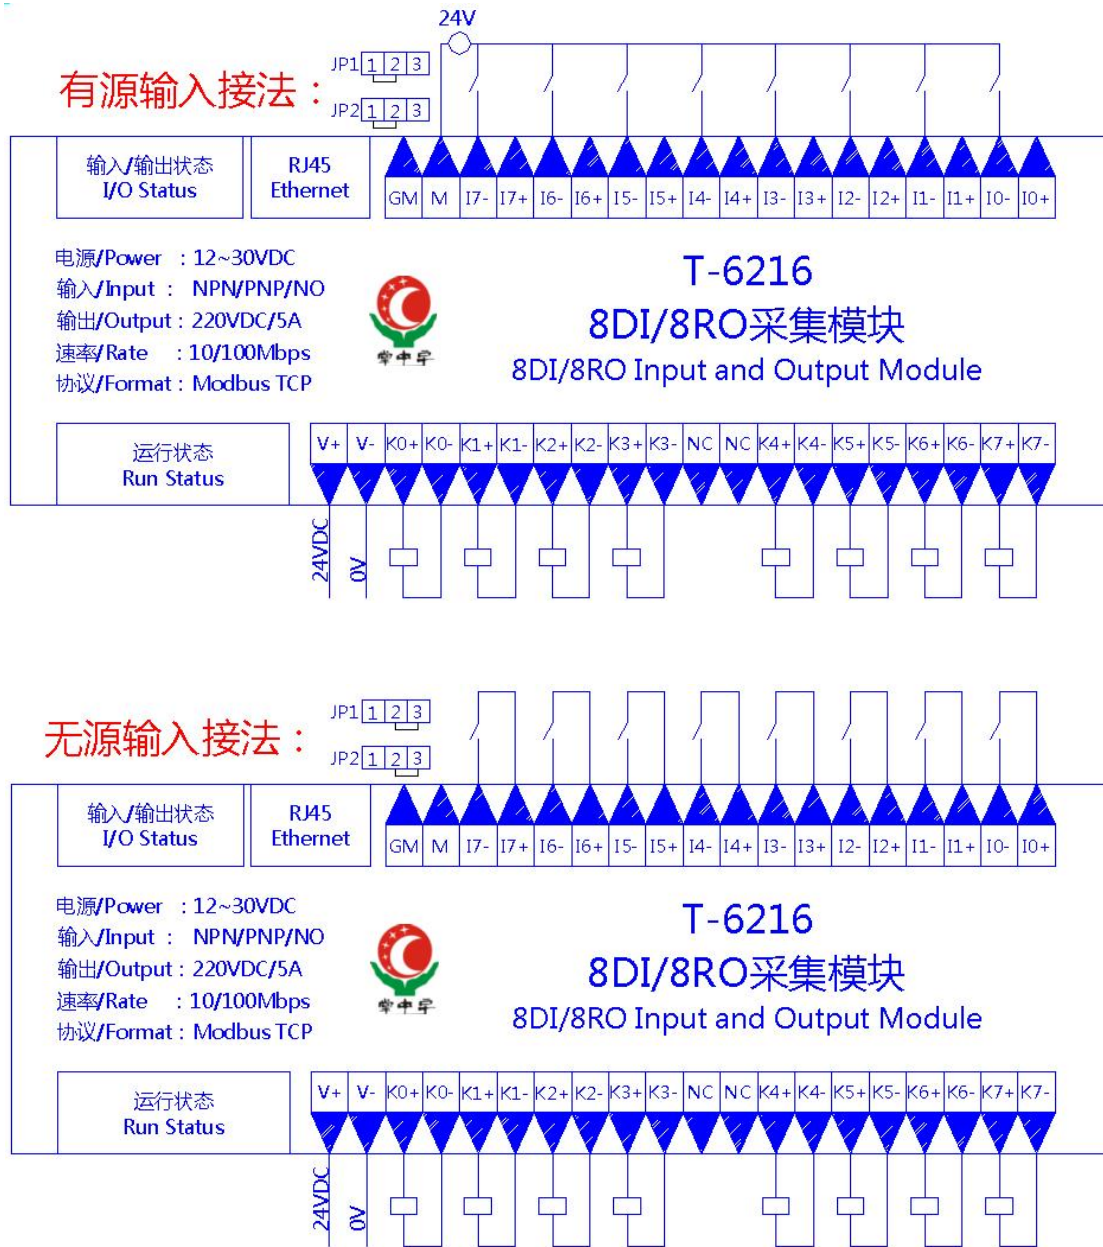 24V
JP1 1 2 3
有源输入接法：
JP2 1 2 3
输入/输出状态
I/O Status
RJ45
Ethernet
GM M I7- I7+ I6- I6+ I5- I5+ I4- I4+ I3- I3+ I2- I2+ I1- I1+ I0- I0+
电源/Power : 12~30VDC
输入/Input : NPN/PNP/NO
输出/Output : 220VDC/5A
速率/Rate : 10/100Mbps
协议/Format : Modbus TCP
掌中宇
T-6216
8DI/8RO采集模块
8DI/8RO Input and Output Module
运行状态
Run Status
V+ V- K0+ K0- K1+ K1- K2+ K2- K3+ K3- NC NC K4+ K4- K5+ K5- K6+ K6- K7+ K7-
24VDC
0V
JP1 1 2 3
无源输入接法：
JP2 1 2 3
输入/输出状态
I/O Status
RJ45
Ethernet
GM M I7- I7+ I6- I6+ I5- I5+ I4- I4+ I3- I3+ I2- I2+ I1- I1+ I0- I0+
电源/Power : 12~30VDC
输入/Input : NPN/PNP/NO
输出/Output : 220VDC/5A
速率/Rate : 10/100Mbps
协议/Format : Modbus TCP
掌中宇
T-6216
8DI/8RO采集模块
8DI/8RO Input and Output Module
运行状态
Run Status
V+ V- K0+ K0- K1+ K1- K2+ K2- K3+ K3- NC NC K4+ K4- K5+ K5- K6+ K6- K7+ K7-
24VDC
0V